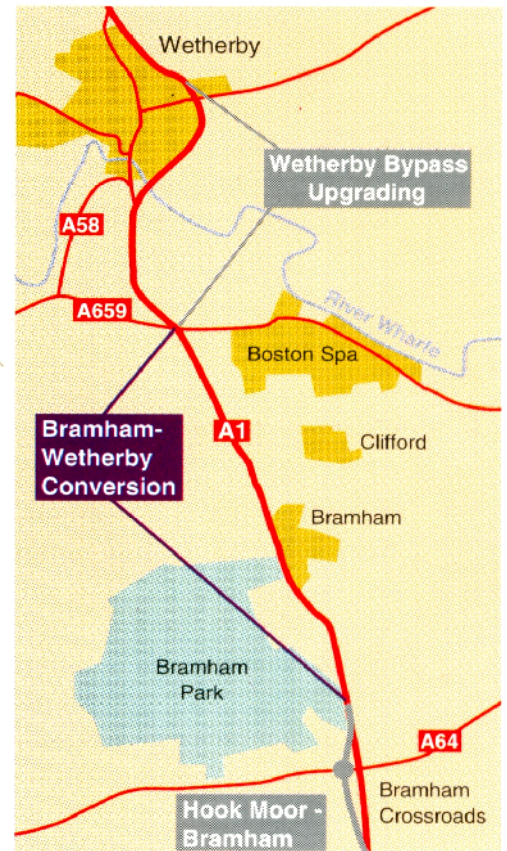 Wetherby
Wetherby Bypass
Upgrading
A58
A659
River Wharfe
Boston Spa
Bramham-
Wetherby
Conversion
A1
Clifford
Bramham
Bramham
Park
A64
Bramham
Crossroads
Hook Moor -
Bramham